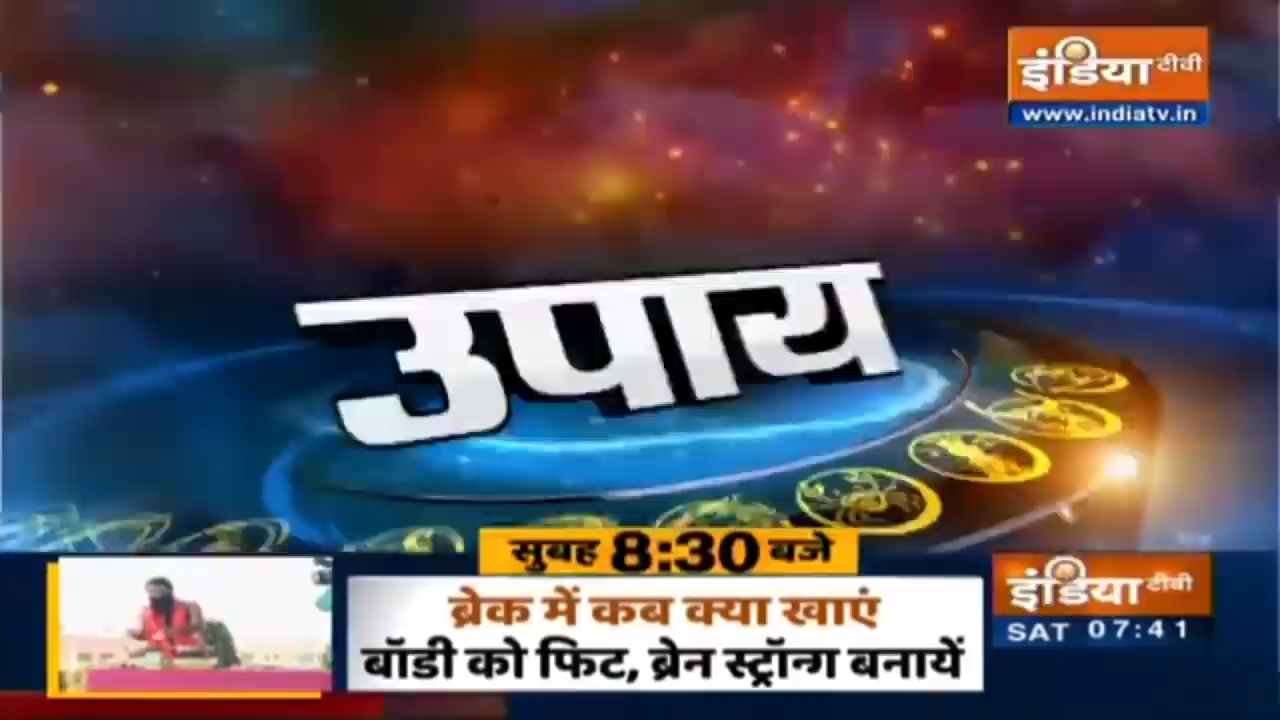 इंडिया टीवी
www.indiatv.in
उपाय
सुबह 8:30 बजे
ब्रेक में कब क्या खाएं
बॉडी को फिट, ब्रेन स्ट्रॉन्ग बनायें
इंडिया टीवी
SAT 07:41